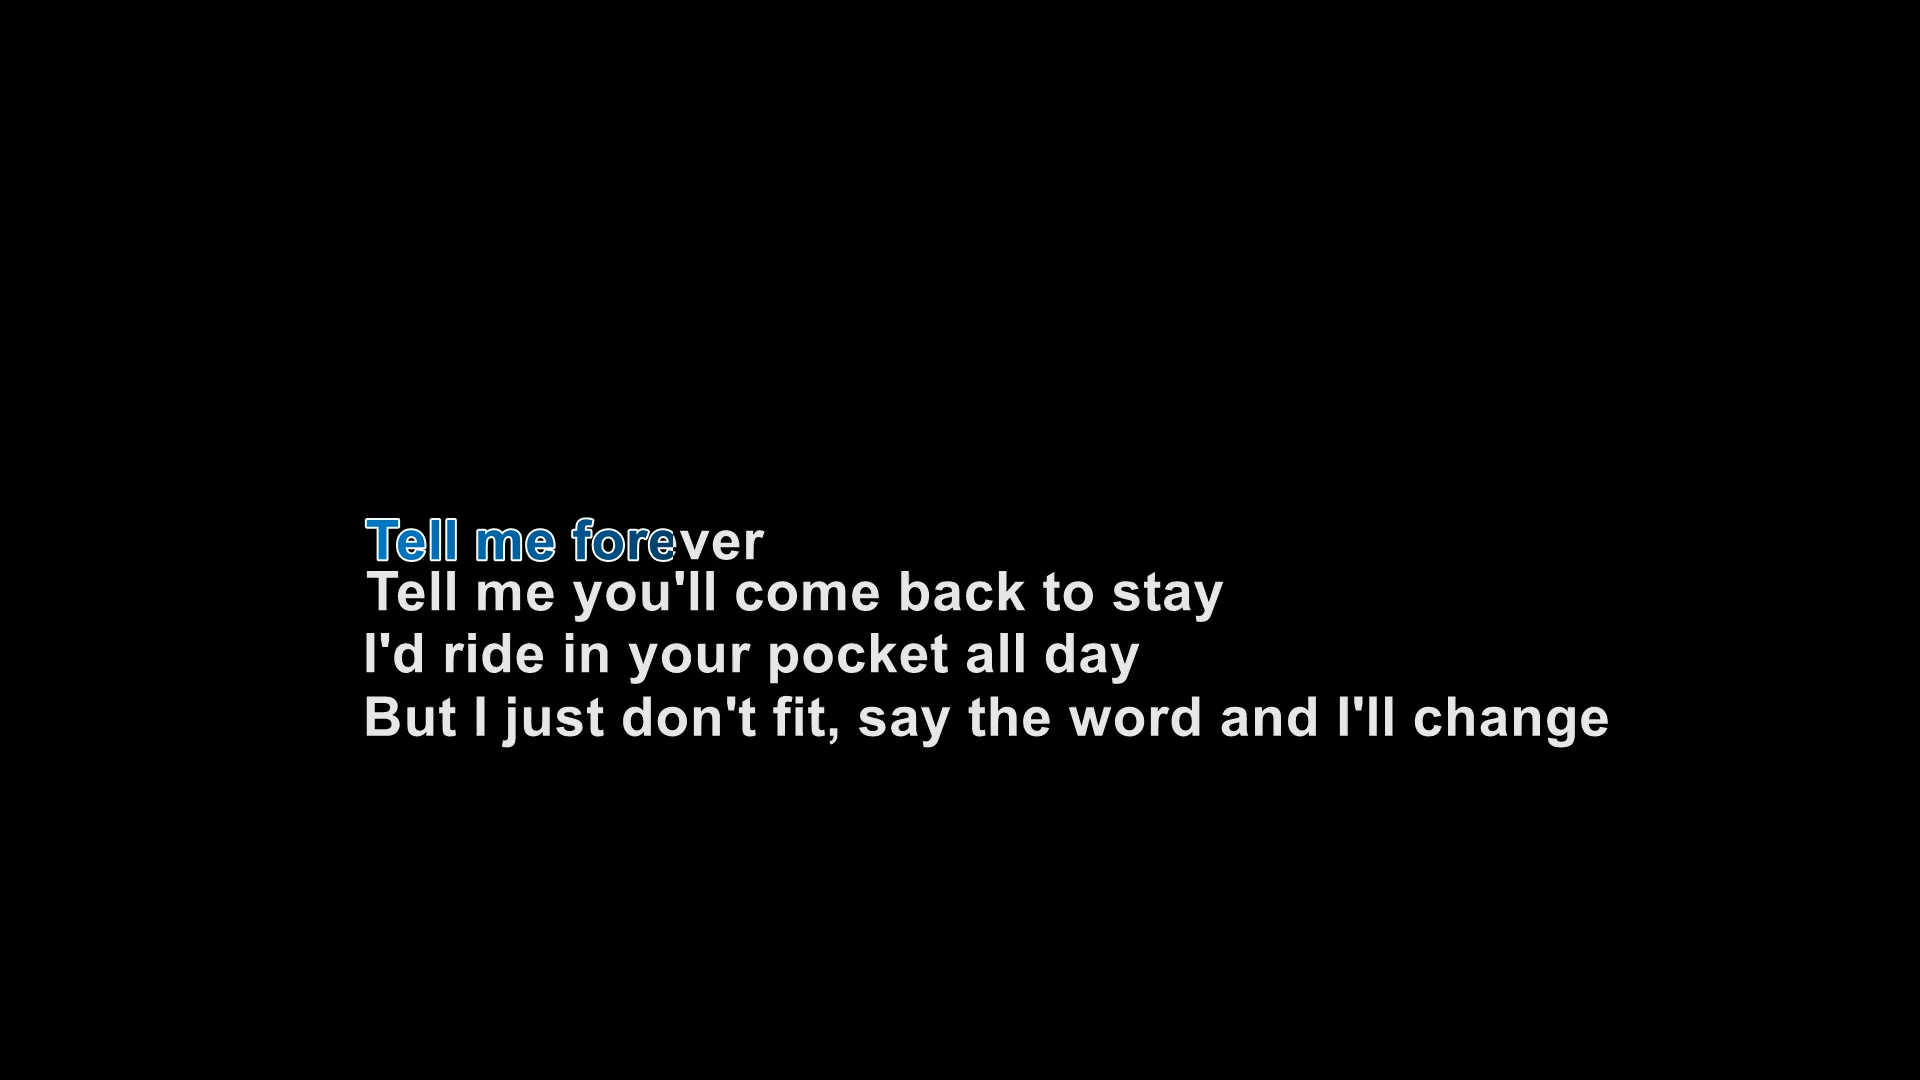 Tell me forever
Tell me you'll come back to stay
I'd ride in your pocket all day
But I just don't fit, say the word and I'll change